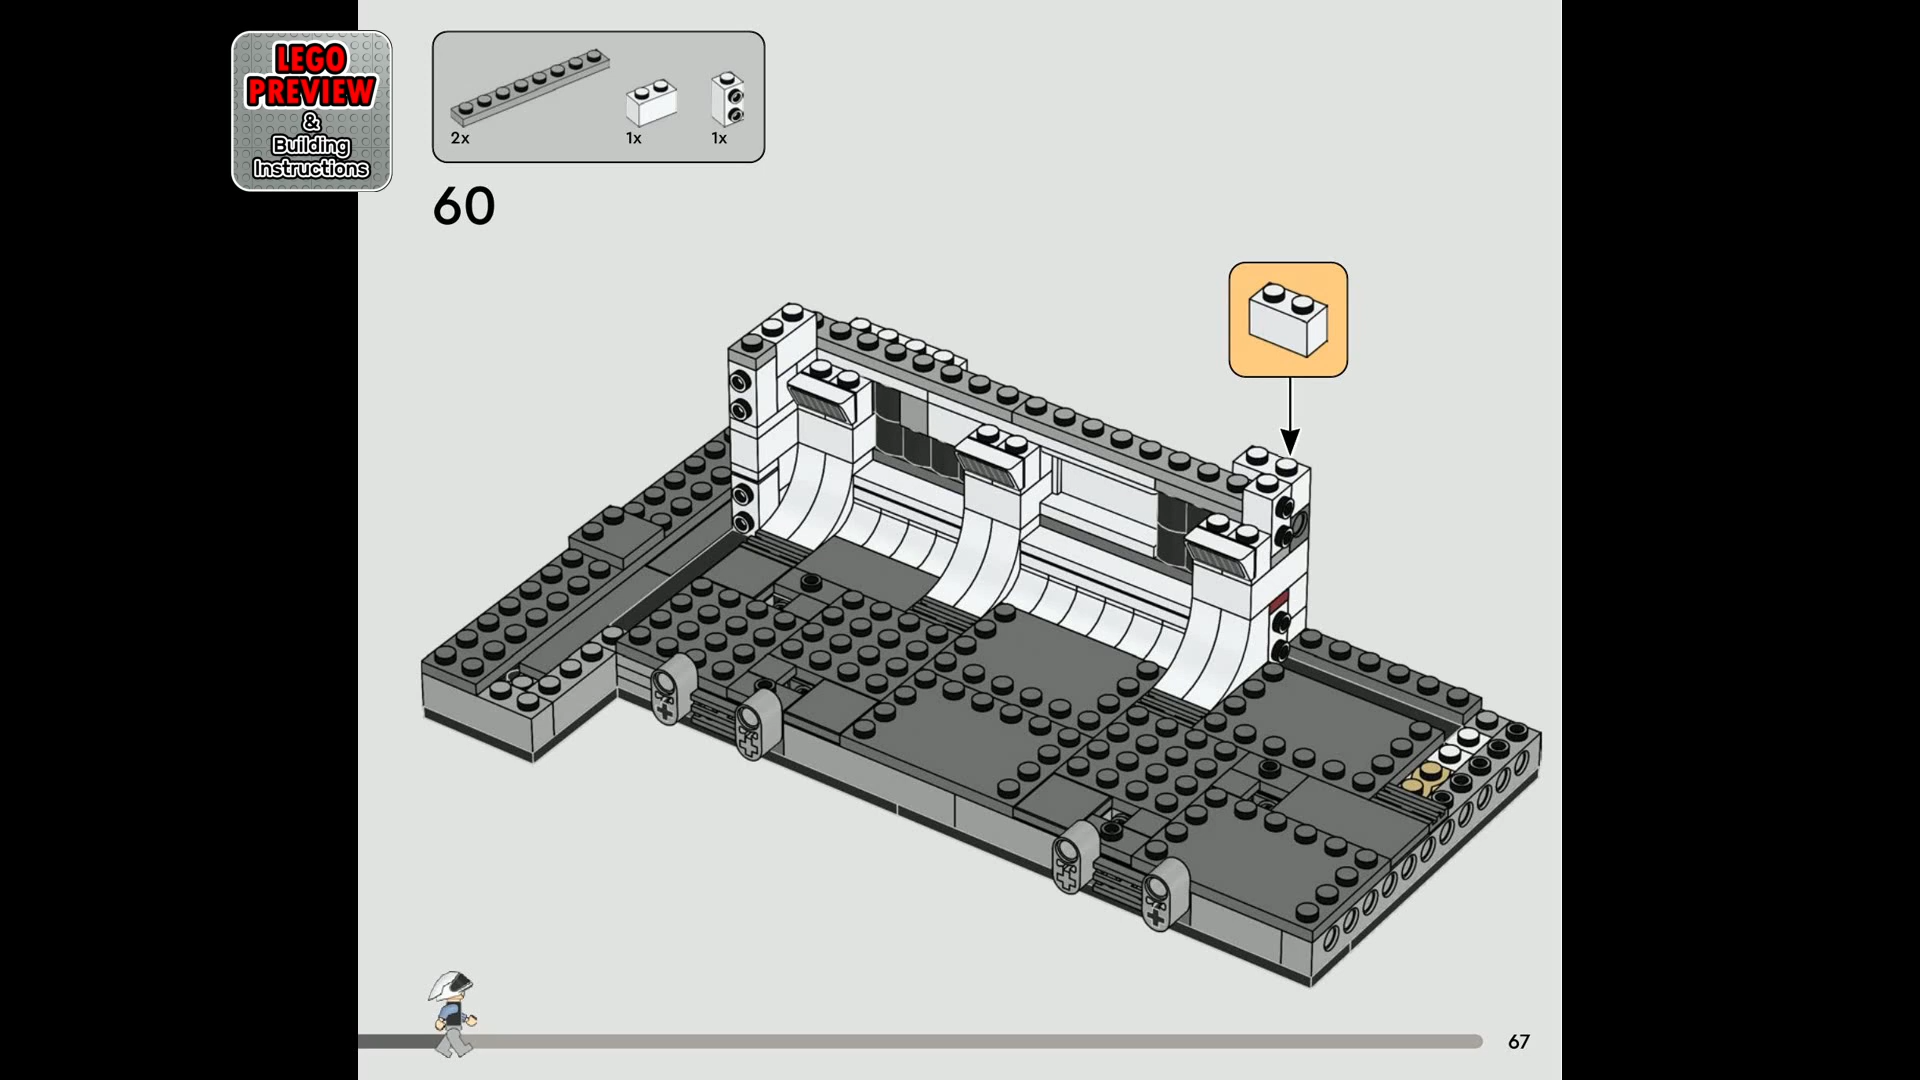 LEGO
PREVIEW
&
Building
Instructions
2x
1x
1x
60
67